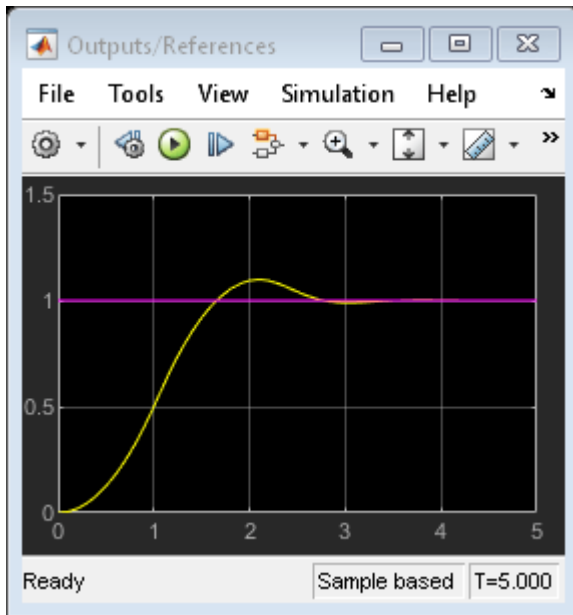 Outputs/References
File Tools View Simulation Help
1.5
1
0.5
0
0 1 2 3 4 5
Ready Sample based T=5.000